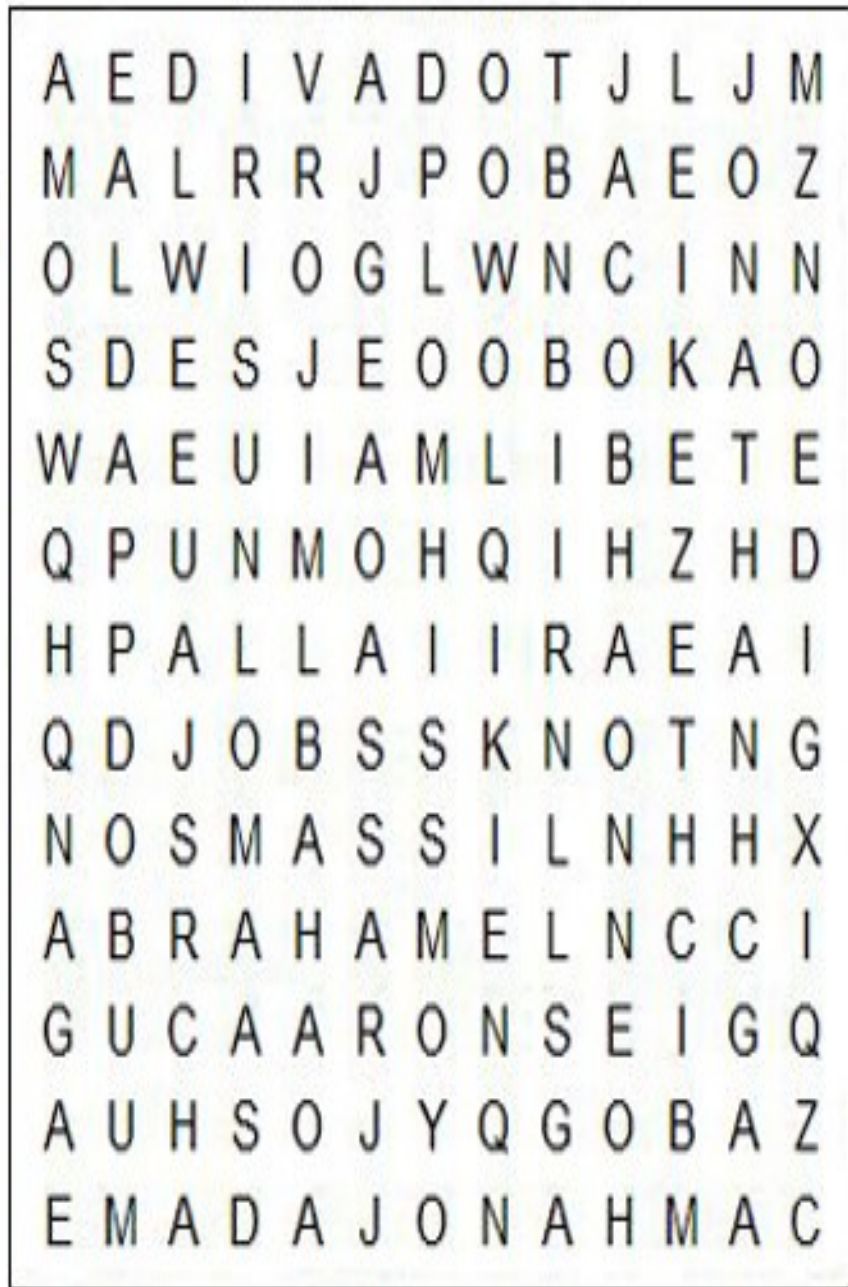 A E D I V A D O T J L J M
M A L R R J P O B A E O Z
O L W I O G L W N C I N N
S D E S J E O O B O K A O
W A E U I A M L I B E T E
Q P U N M O H Q I H Z H D
H P A L L A I I R A E A I
Q D J O B S S K N O T N G
N O S M A S S I L N H H X
A B R A H A M E L N C C I
G U C A A R O N S E I G Q
A U H S O J Y Q G O B A Z
E M A D A J O N A H M A C